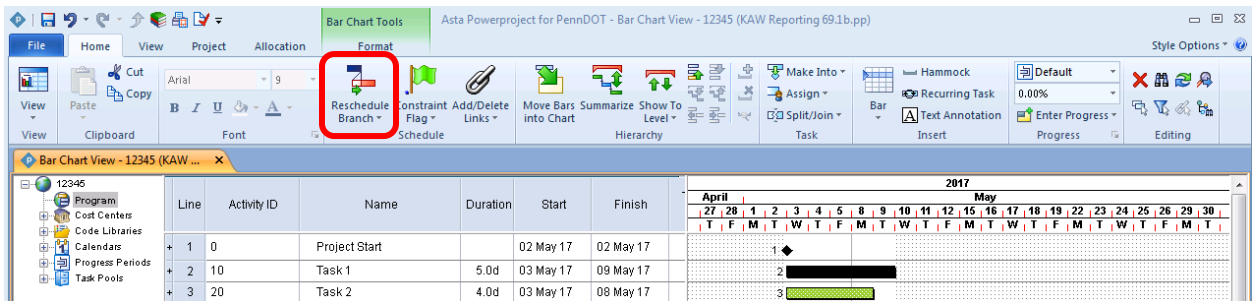 Bar Chart Tools
Asta Powerproject for PennDOT - Bar Chart View - 12345 (KAW Reporting 69.1b.pp)
File Home View Project Allocation Format Style Options
View
Paste
Cut
Copy
Arial 9
B I U A
Reschedule Branch
Constraint Flag
Add/Delete Links
Move Bars into Chart
Summarize
Show To Level
Make Into
Assign
Split/Join
Bar
Hammock
Recurring Task
A Text Annotation
Default
0.00%
Enter Progress
View Clipboard Font Schedule Hierarchy Task Insert Progress Editing
Bar Chart View - 12345 (KAW ... X
12345
Program
Cost Centers
Code Libraries
Calendars
Progress Periods
Task Pools
Line Activity ID Name Duration Start Finish
1 0 Project Start 02 May 17 02 May 17
2 10 Task 1 5.0d 03 May 17 09 May 17
3 20 Task 2 4.0d 03 May 17 08 May 17
2017
April May
27 28 1 2 3 4 5 8 9 10 11 12 15 16 17 18 19 22 23 24 25 26 29 30
T F M T W T F M T W T F M T W T F M T W T F M T
1
2
3